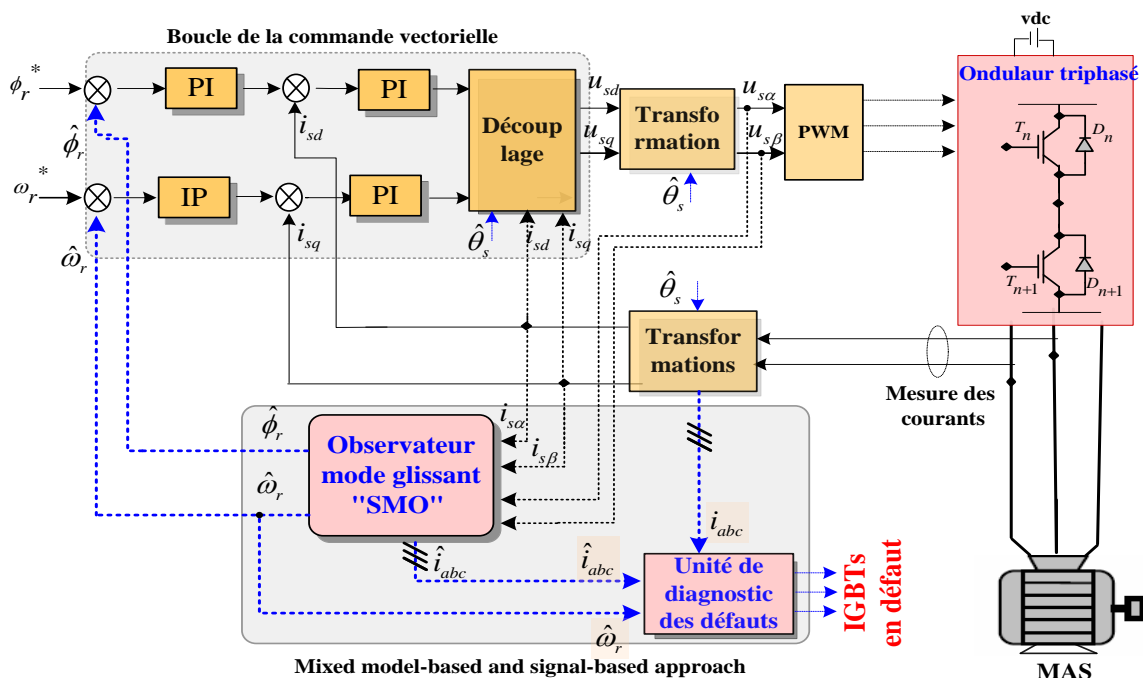 Boucle de la commande vectorielle
vdc
Ondulaur triphasé
ϕr*
PI
PI
isd
Découp
lage
usd
usq
Transfo
rmation
usα
usβ
PWM
Tn
Dn
ϕ̂r
ωr*
IP
PI
isq
ω̂r
θ̂s
isd
isq
θ̂s
Tn+1
Dn+1
θ̂s
Transfor
mations
Mesure des
courants
isα
isβ
ϕ̂r
ω̂r
Observateur
mode glissant
"SMO"
îabc
îabc
iabc
Unité de
diagnostic
des défauts
ω̂r
IGBTs
en défaut
Mixed model-based and signal-based approach
MAS